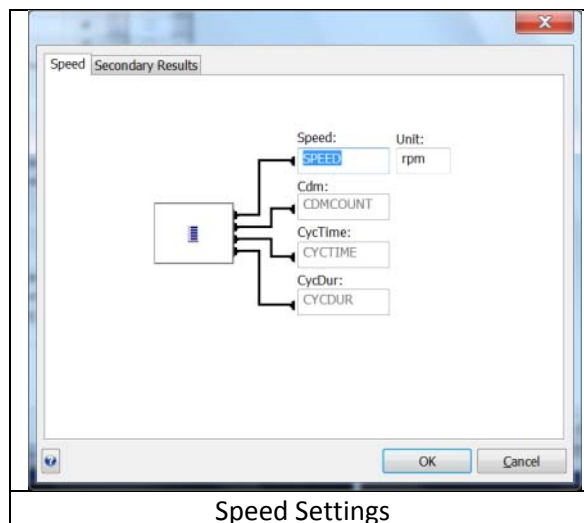 Speed Secondary Results
Speed: Unit:
SPEED rpm
Cdm:
CDMCOUNT
CycTime:
CYCTIME
CycDur:
CYCDUR
OK Cancel
Speed Settings